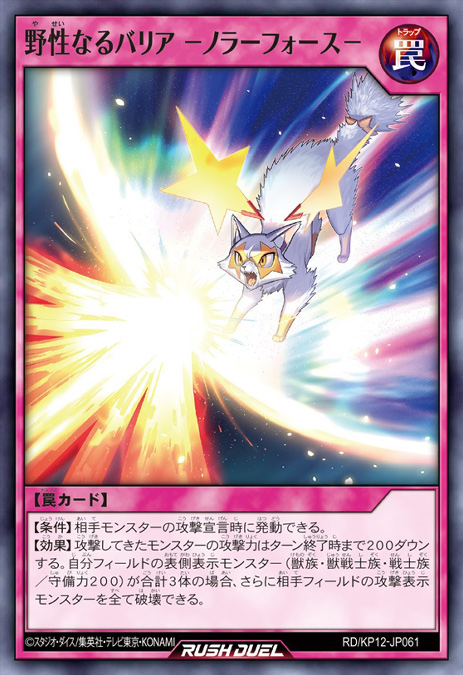 野性なるバリア －ノラーフォース－
やせい
トラップ
罠
【罠カード】
【条件】相手モンスターの攻撃宣言時に発動できる。
【効果】攻撃してきたモンスターの攻撃力はターン終了時まで200ダウン
する。自分フィールドの表側表示モンスター（獣族・獣戦士族・戦士族
／守備力200）が合計3体の場合、さらに相手フィールドの攻撃表示
モンスターを全て破壊できる。
©スタジオ・ダイス/集英社・テレビ東京・KONAMI
RUSH DUEL
RD/KP12-JP061